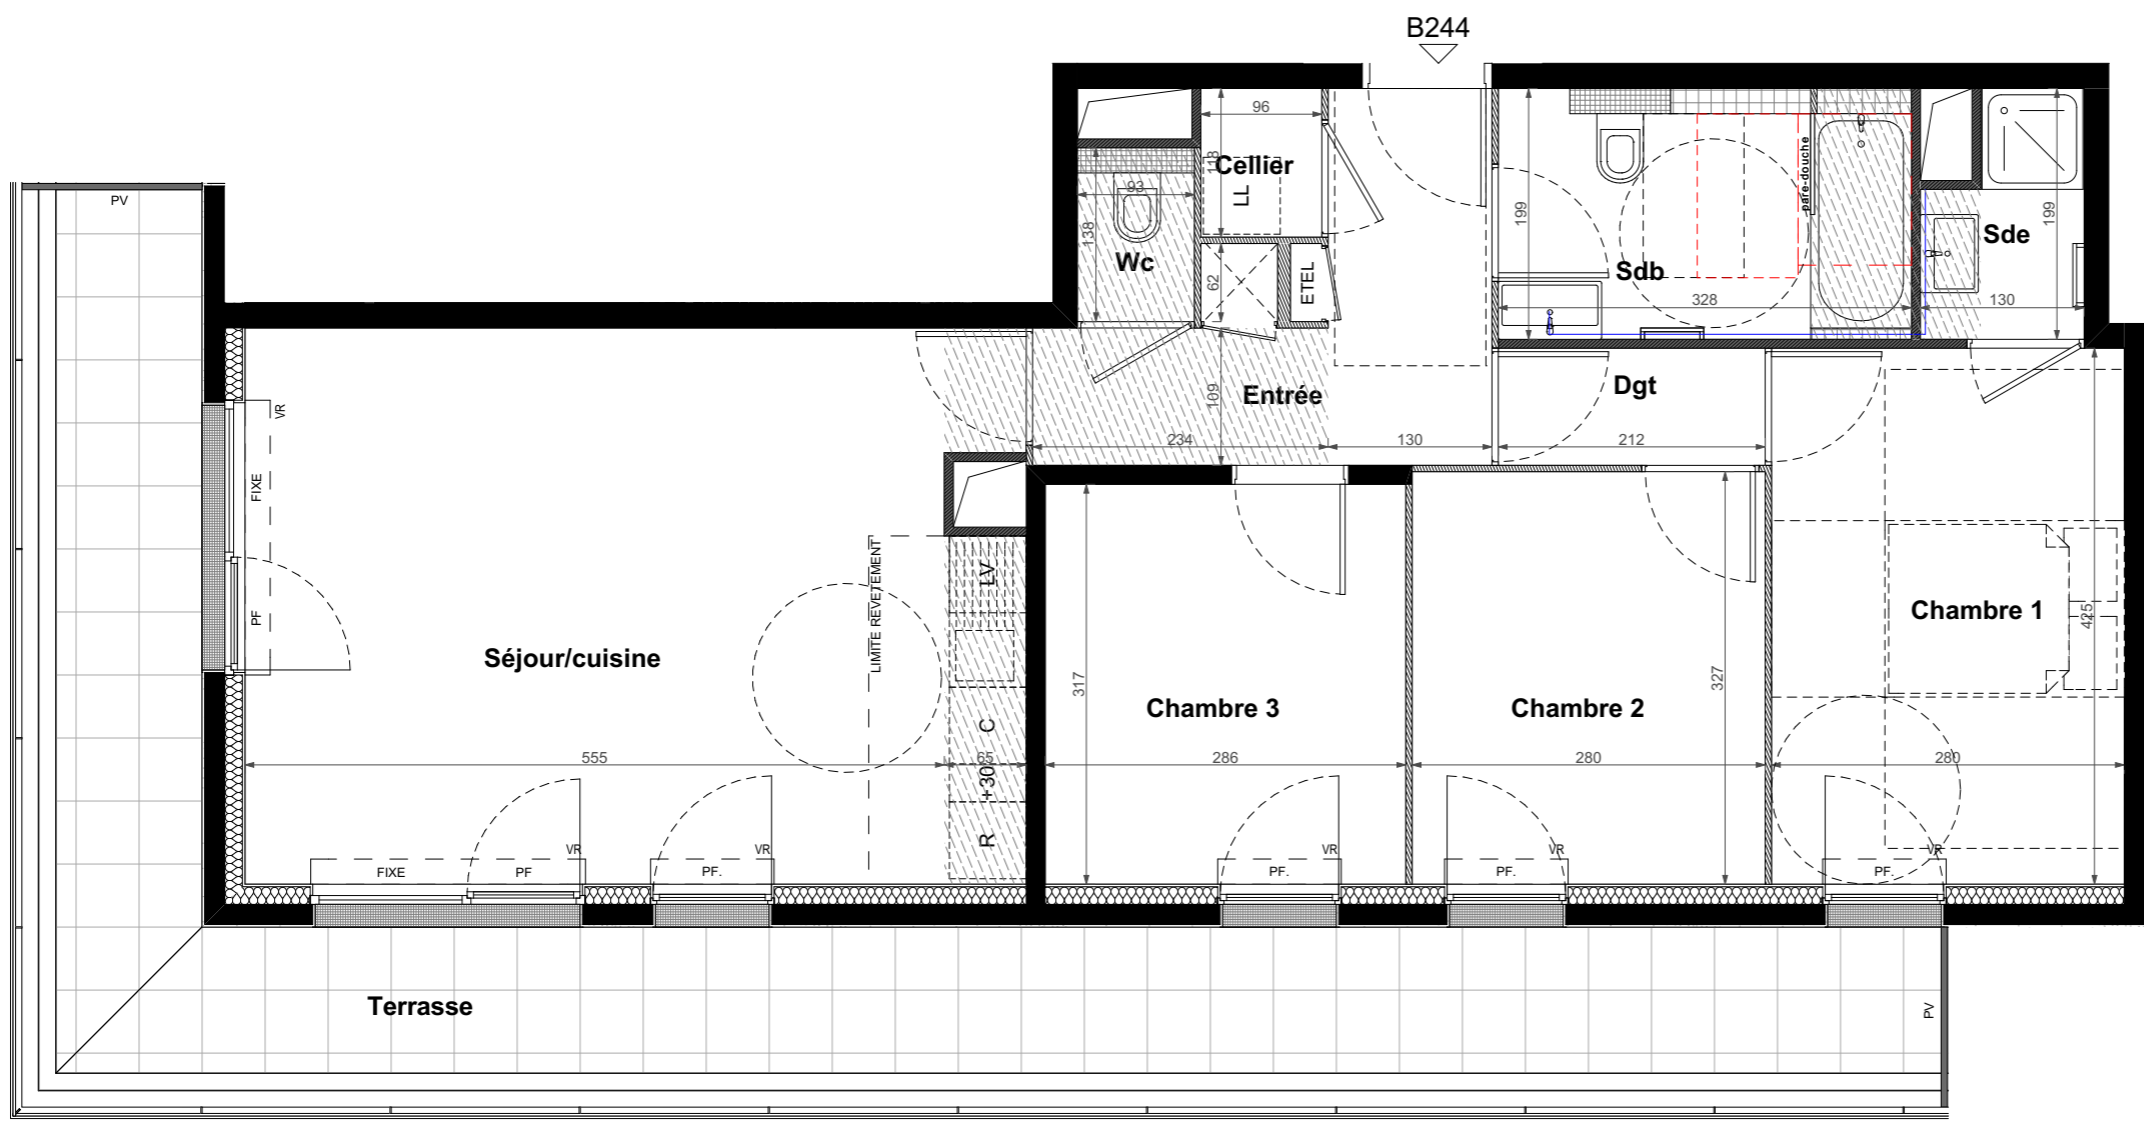 B244
PV
96
Cellier
118
LL
93
138
Wc
62
ETEL
199
pare-douche
Sdb
328
Sde
199
130
VR
109
Entrée
Dgt
234
130
212
FIXE
PF
LIMITE REVETEMENT
LV
Séjour/cuisine
317
Chambre 3
327
Chambre 2
Chambre 1
425
C
555
65
+30
286
280
280
R
VR
VR
VR
VR
VR
FIXE
PF
PF.
PF.
PF.
PF.
Terrasse
PV